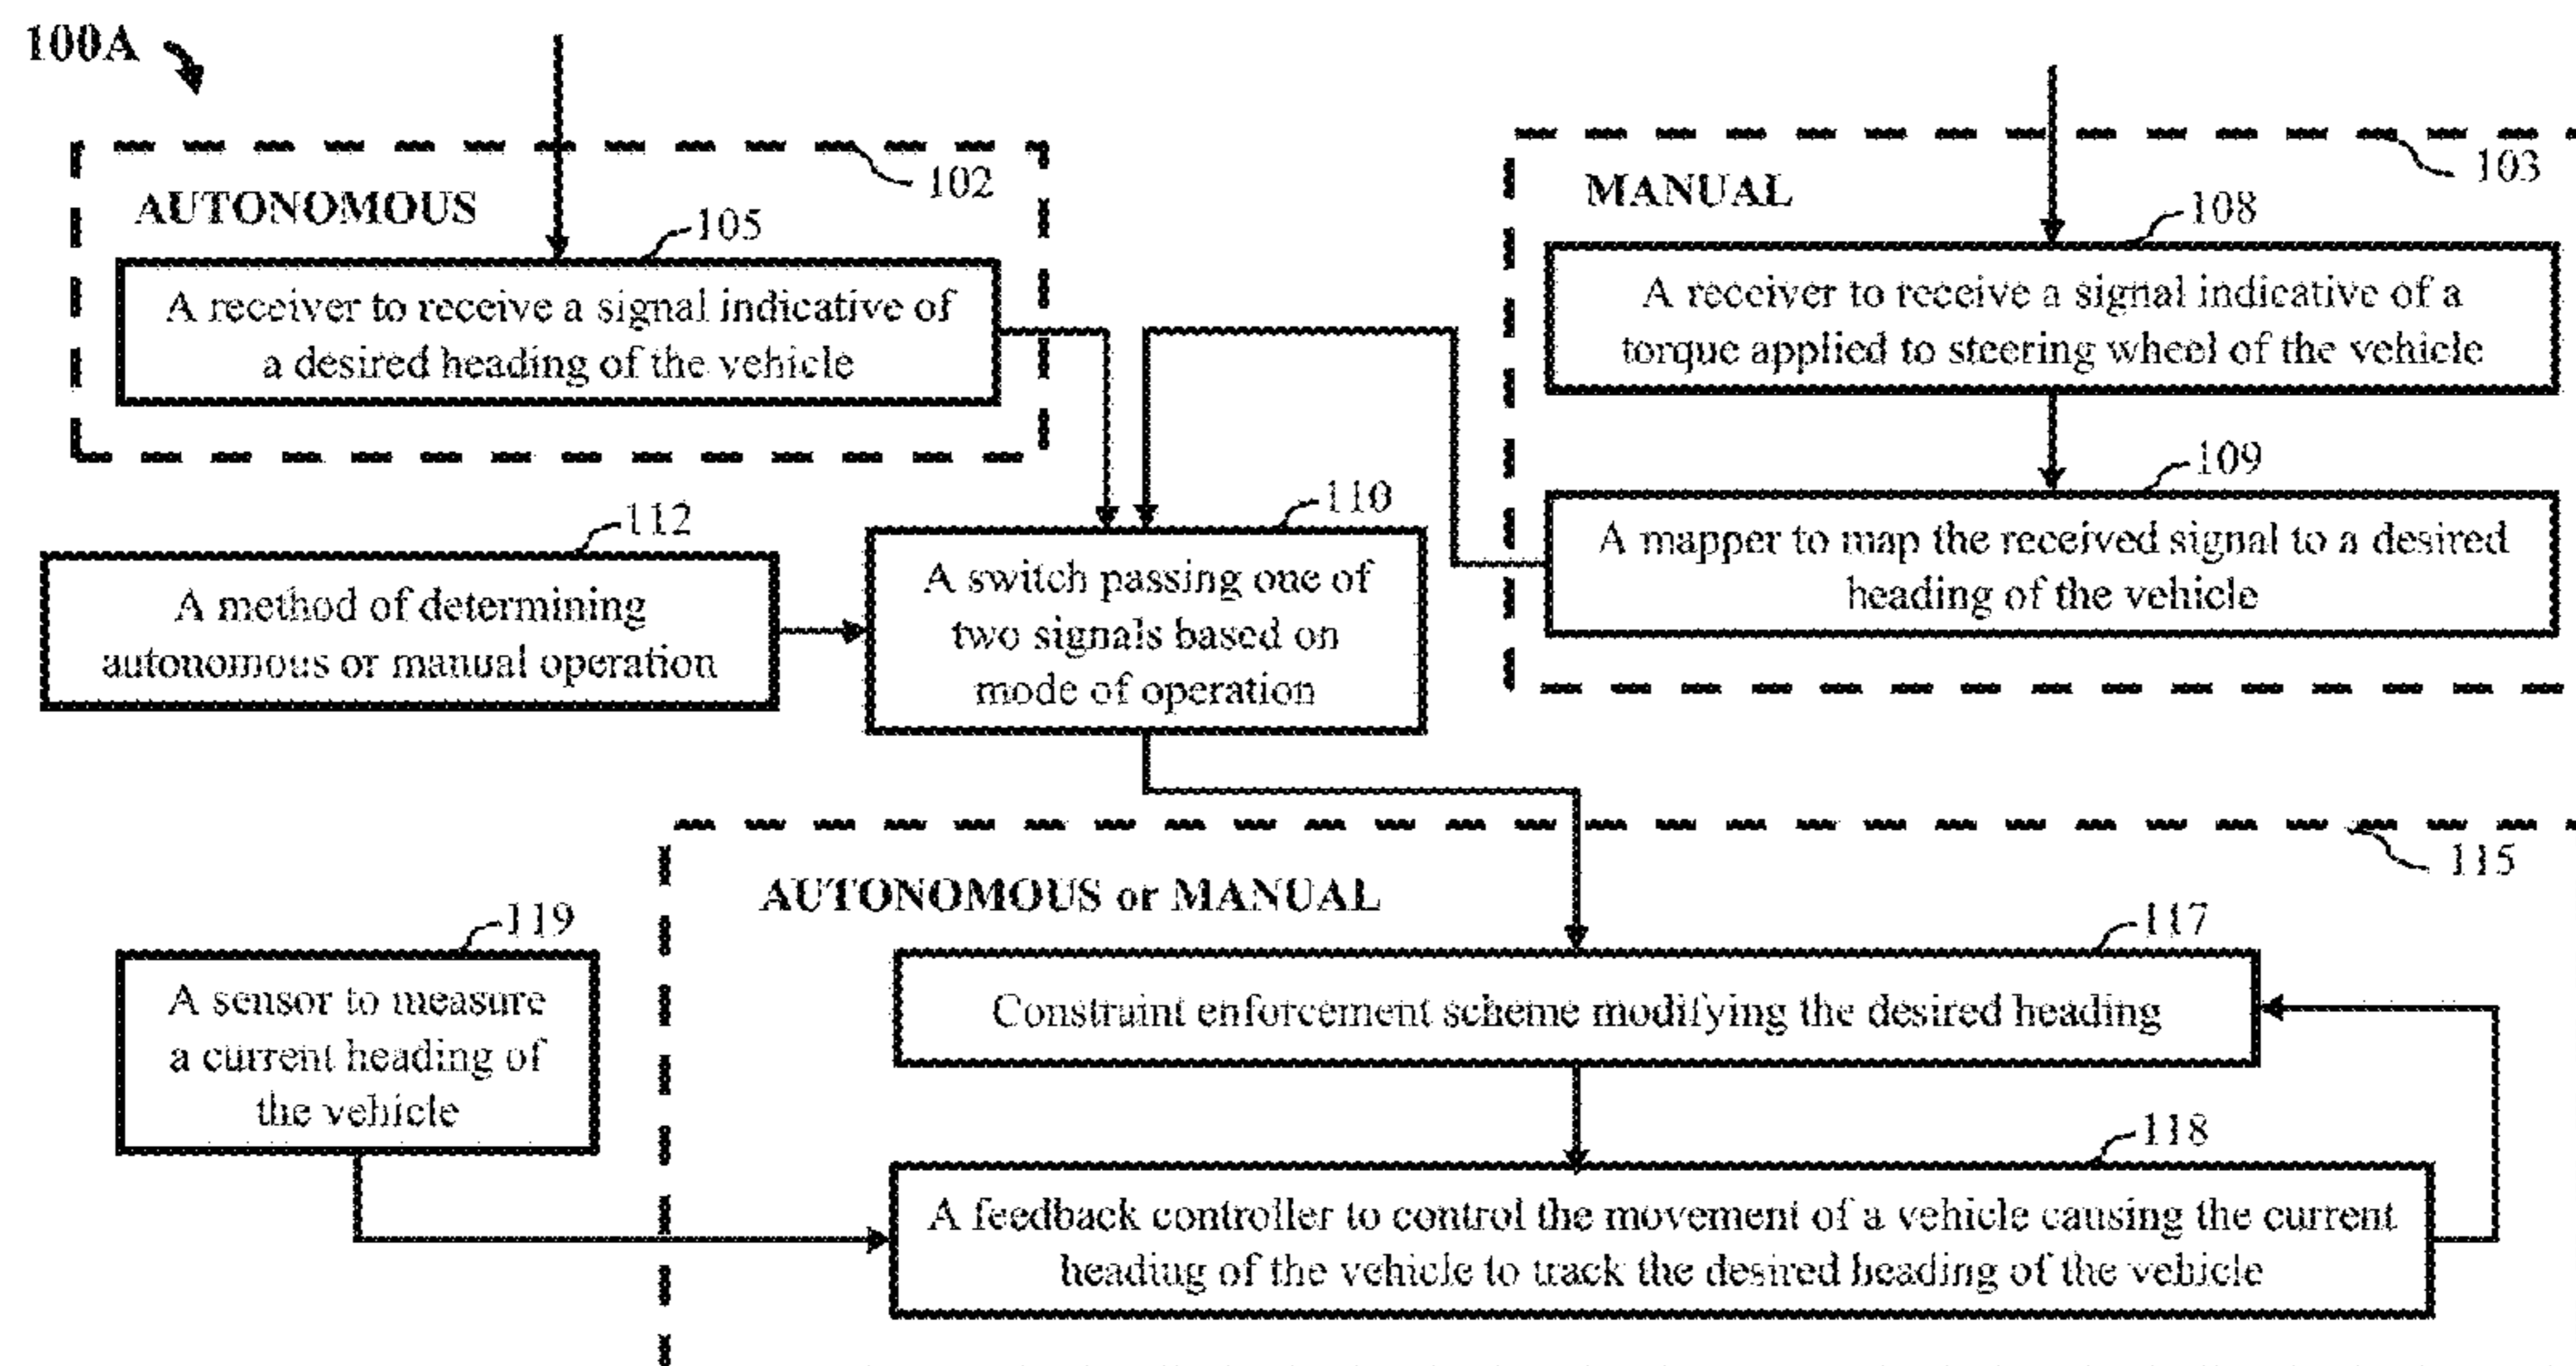 100A
102
AUTONOMOUS
105
A receiver to receive a signal indicative of
a desired heading of the vehicle
103
MANUAL
108
A receiver to receive a signal indicative of a
torque applied to steering wheel of the vehicle
109
A mapper to map the received signal to a desired
heading of the vehicle
112
A method of determining
autonomous or manual operation
110
A switch passing one of
two signals based on
mode of operation
115
AUTONOMOUS or MANUAL
119
A sensor to measure
a current heading of
the vehicle
117
Constraint enforcement scheme modifying the desired heading
118
A feedback controller to control the movement of a vehicle causing the current
heading of the vehicle to track the desired heading of the vehicle